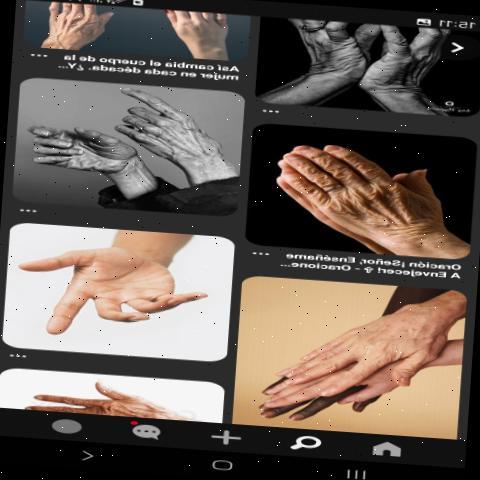 15:11
Así cambia el cuerpo de la
mujer en cada década. ¿Y...
Oración ¡Señor, Enséñame
A Envejecer! ? - Oracione...